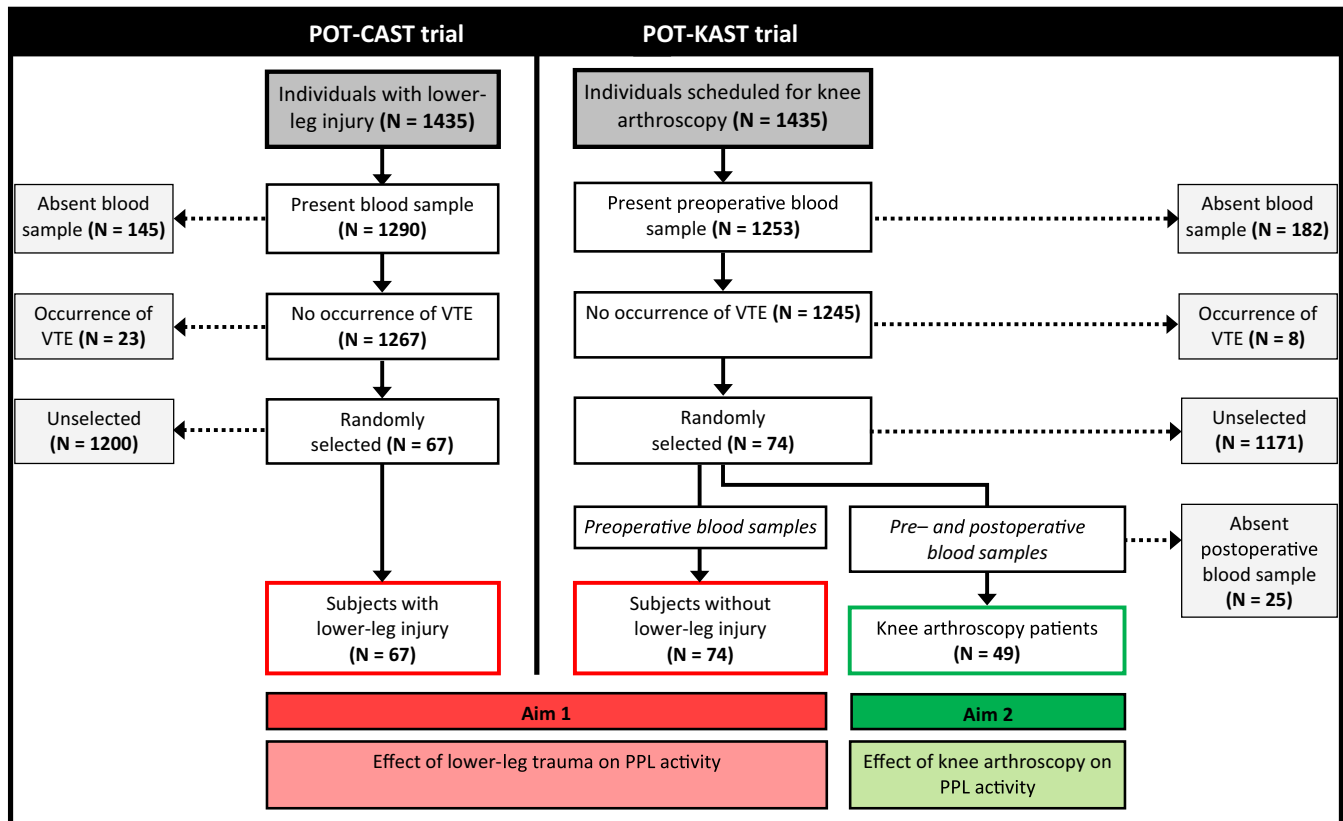 POT-CAST trial
POT-KAST trial
Individuals with lower-
leg injury (N = 1435)
Individuals scheduled for knee
arthroscopy (N = 1435)
Absent blood
sample (N = 145)
Present blood sample
(N = 1290)
Present preoperative blood
sample (N = 1253)
Absent blood
sample (N = 182)
Occurrence of
VTE (N = 23)
No occurrence of VTE
(N = 1267)
No occurrence of VTE (N = 1245)
Occurrence of
VTE (N = 8)
Unselected
(N = 1200)
Randomly
selected (N = 67)
Randomly
selected (N = 74)
Unselected
(N = 1171)
Preoperative blood samples
Pre– and postoperative
blood samples
Absent
postoperative
blood sample
(N = 25)
Subjects with
lower-leg injury
(N = 67)
Subjects without
lower-leg injury
(N = 74)
Knee arthroscopy patients
(N = 49)
Aim 1
Aim 2
Effect of lower-leg trauma on PPL activity
Effect of knee arthroscopy on
PPL activity